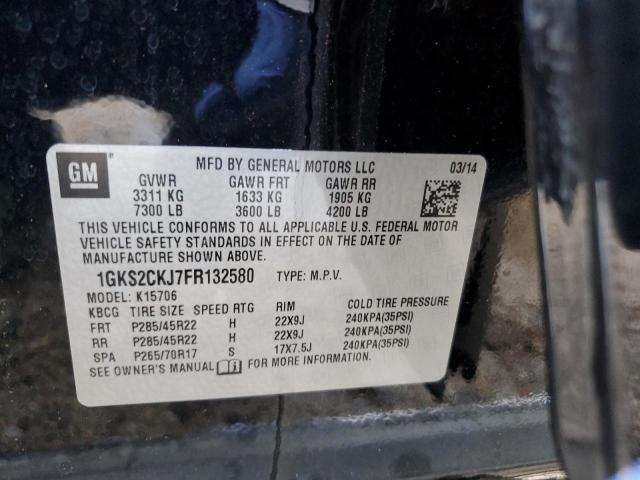 GM MFD BY GENERAL MOTORS LLC 03/14
GVWR GAWR FRT GAWR RR
3311 KG 1633 KG 1905 KG
7300 LB 3600 LB 4200 LB
THIS VEHICLE CONFORMS TO ALL APPLICABLE U.S. FEDERAL MOTOR
VEHICLE SAFETY STANDARDS IN EFFECT ON THE DATE OF
MANUFACTURE SHOWN ABOVE.
1GKS2CKJ7FR132580 TYPE: M.P.V.
MODEL: K15706
KBCG TIRE SIZE SPEED RTG RIM COLD TIRE PRESSURE
FRT P285/45R22 H 22X9J 240KPA(35PSI)
RR P285/45R22 H 22X9J 240KPA(35PSI)
SPA P265/70R17 S 17X7.5J 240KPA(35PSI)
SEE OWNER'S MANUAL FOR MORE INFORMATION.